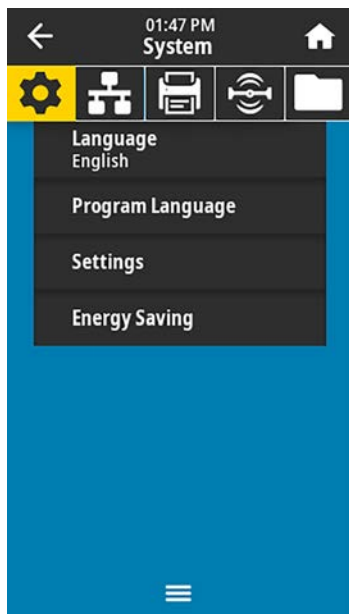 01:47 PM
System
Language
English
Program Language
Settings
Energy Saving